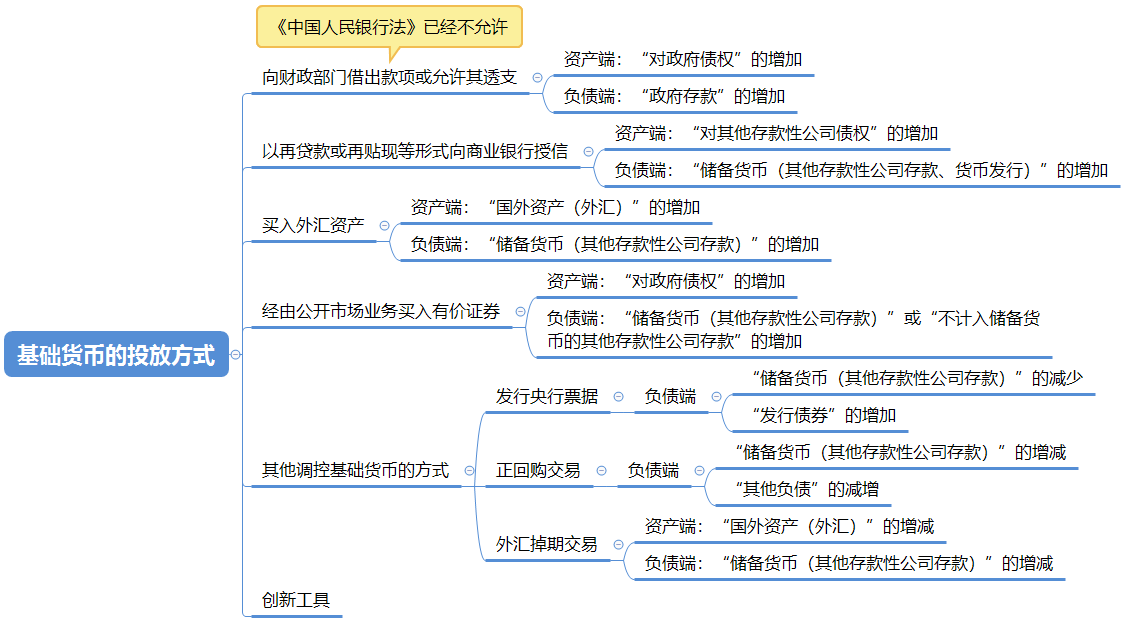 《中国人民银行法》已经不允许
向财政部门借出款项或允许其透支
资产端：“对政府债权”的增加
负债端：“政府存款”的增加
以再贷款或再贴现等形式向商业银行授信
资产端：“对其他存款性公司债权”的增加
负债端：“储备货币（其他存款性公司存款、货币发行）”的增加
买入外汇资产
资产端：“国外资产（外汇）”的增加
负债端：“储备货币（其他存款性公司存款）”的增加
经由公开市场业务买入有价证券
资产端：“对政府债权”的增加
负债端：“储备货币（其他存款性公司存款）”或“不计入储备货
币的其他存款性公司存款”的增加
基础货币的投放方式
其他调控基础货币的方式
发行央行票据
负债端
“储备货币（其他存款性公司存款）”的减少
“发行债券”的增加
正回购交易
负债端
“储备货币（其他存款性公司存款）”的增减
“其他负债”的减增
外汇掉期交易
资产端：“国外资产（外汇）”的增减
负债端：“储备货币（其他存款性公司存款）”的增减
创新工具